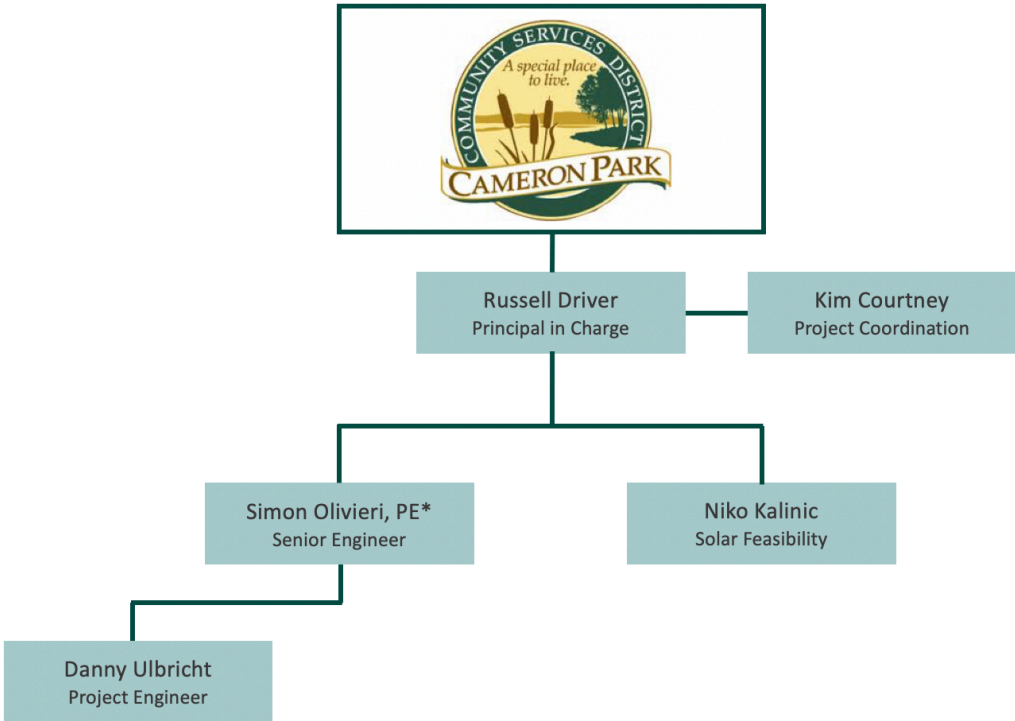 COMMUNITY SERVICES DISTRICT
A special place
to live.
CAMERON PARK
Russell Driver
Principal in Charge
Kim Courtney
Project Coordination
Simon Olivieri, PE*
Senior Engineer
Niko Kalinic
Solar Feasibility
Danny Ulbricht
Project Engineer